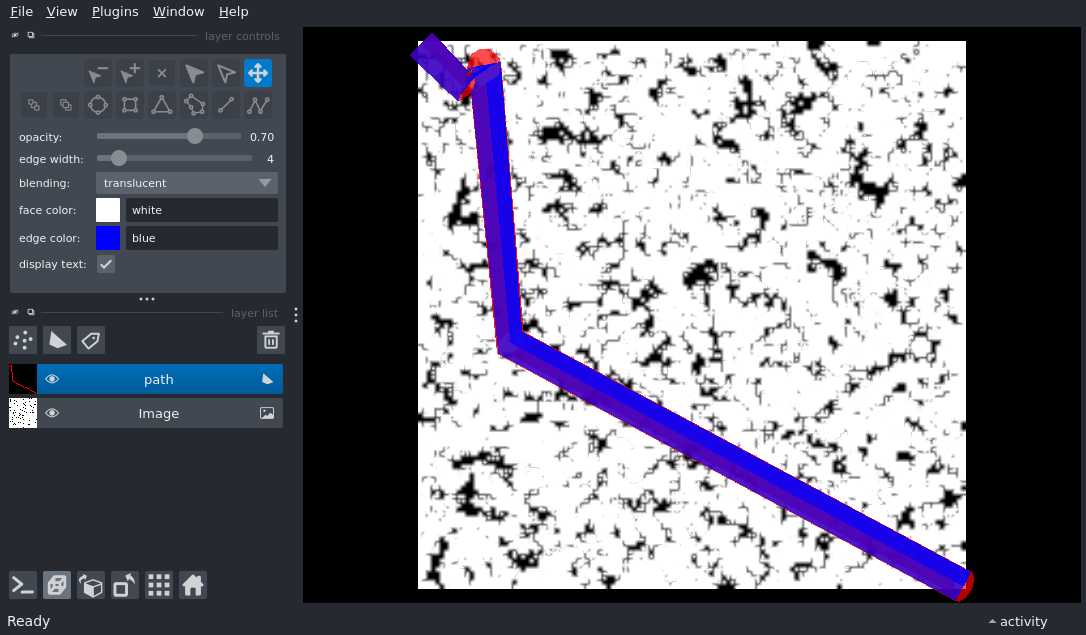 File View Plugins Window Help
layer controls
opacity: 0.70
edge width: 4
blending: translucent
face color: white
edge color: blue
display text:
layer list
path
Image
Ready activity